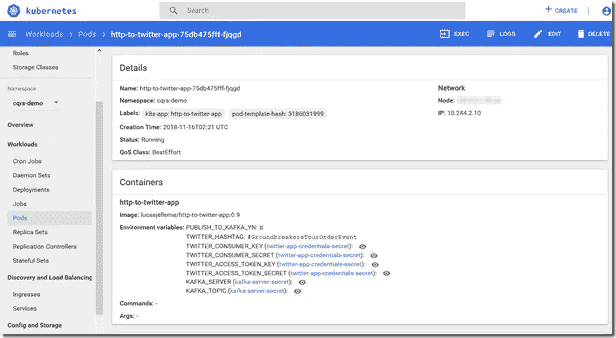 kubernetes
Search
+ CREATE
Workloads > Pods > http-to-twitter-app-75db475fff-fjqgd
EXEC
LOGS
EDIT
DELETE
Roles
Storage Classes
Namespace
cqrs-demo
Overview
Workloads
Cron Jobs
Daemon Sets
Deployments
Jobs
Pods
Replica Sets
Replication Controllers
Stateful Sets
Discovery and Load Balancing
Ingresses
Services
Config and Storage
Details
Name: http-to-twitter-app-75db475fff-fjqgd
Namespace: cqrs-demo
Labels: k8s-app: http-to-twitter-app pod-template-hash: 3186031999
Creation Time: 2018-11-16T02:21 UTC
Status: Running
QoS Class: BestEffort
Network
Node:
IP: 10.244.2.10
Containers
http-to-twitter-app
Image: lucasjellema/http-to-twitter-app:0.9
Environment variables: PUBLISH_TO_KAFKA_YN: N
TWITTER_HASHTAG: #GroundbreakersTourOrderEvent
TWITTER_CONSUMER_KEY (twitter-app-credentials-secret):
TWITTER_CONSUMER_SECRET (twitter-app-credentials-secret):
TWITTER_ACCESS_TOKEN_KEY (twitter-app-credentials-secret):
TWITTER_ACCESS_TOKEN_SECRET (twitter-app-credentials-secret):
KAFKA_SERVER (kafka-server-secret):
KAFKA_TOPIC (kafka-server-secret):
Commands: -
Args: -